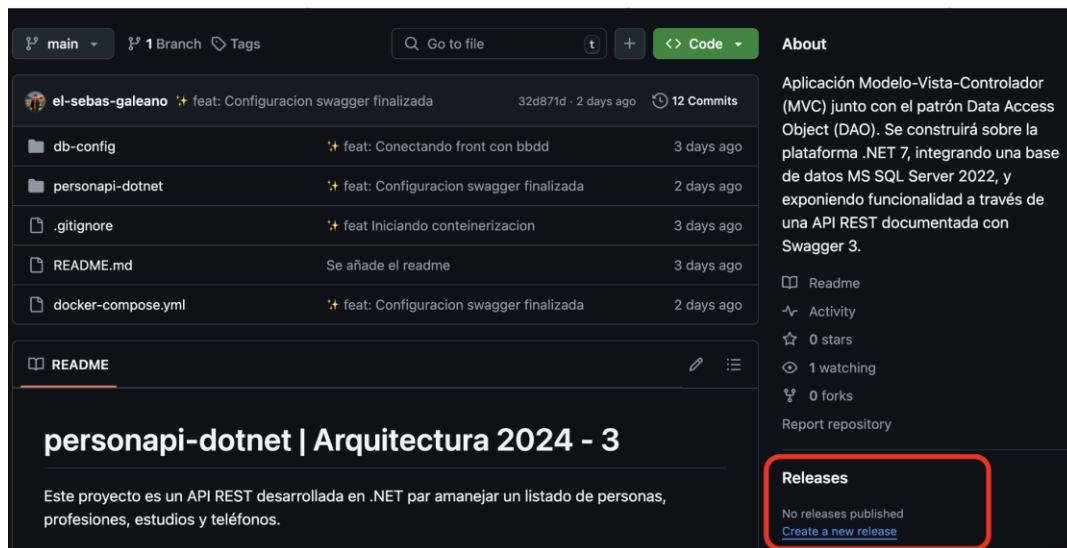 main
1 Branch
Tags
Go to file
t
+
<> Code
el-sebas-galeano ✨ feat: Configuracion swagger finalizada
32d871d · 2 days ago
12 Commits
db-config
✨ feat: Conectando front con bbdd
3 days ago
personapi-dotnet
✨ feat: Configuracion swagger finalizada
2 days ago
.gitignore
✨ feat Iniciando conteinerizacion
3 days ago
README.md
Se añade el readme
3 days ago
docker-compose.yml
✨ feat: Configuracion swagger finalizada
2 days ago
README
personapi-dotnet | Arquitectura 2024 - 3
Este proyecto es un API REST desarrollada en .NET par amanejar un listado de personas,
profesiones, estudios y teléfonos.
About
Aplicación Modelo-Vista-Controlador
(MVC) junto con el patrón Data Access
Object (DAO). Se construirá sobre la
plataforma .NET 7, integrando una base
de datos MS SQL Server 2022, y
exponiendo funcionalidad a través de
una API REST documentada con
Swagger 3.
Readme
Activity
0 stars
1 watching
0 forks
Report repository
Releases
No releases published
Create a new release